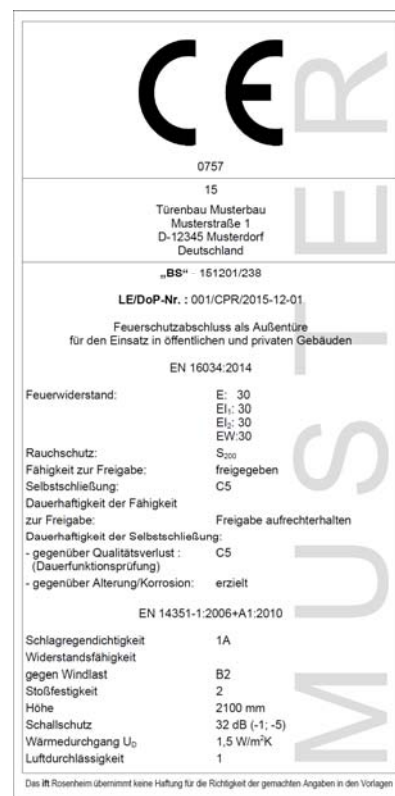 CE
0757
15
Türenbau Musterbau
Musterstraße 1
D-12345 Musterdorf
Deutschland
„BS“ - 151201/238
LE/DoP-Nr. : 001/CPR/2015-12-01
Feuerschutzabschluss als Außentüre
für den Einsatz in öffentlichen und privaten Gebäuden
EN 16034:2014
Feuerwiderstand: E: 30
EI₁: 30
EI₂: 30
EW:30
Rauchschutz: S₂₀₀
Fähigkeit zur Freigabe: freigegeben
Selbstschließung: C5
Dauerhaftigkeit der Fähigkeit
zur Freigabe: Freigabe aufrechterhalten
Dauerhaftigkeit der Selbstschließung:
- gegenüber Qualitätsverlust : C5
(Dauerfunktionsprüfung)
- gegenüber Alterung/Korrosion: erzielt
EN 14351-1:2006+A1:2010
Schlagregendichtigkeit 1A
Widerstandsfähigkeit
gegen Windlast B2
Stoßfestigkeit 2
Höhe 2100 mm
Schallschutz 32 dB (-1; -5)
Wärmedurchgang U_D 1,5 W/m²K
Luftdurchlässigkeit 1
Das ift Rosenheim übernimmt keine Haftung für die Richtigkeit der gemachten Angaben in den Vorlagen
MUSTER